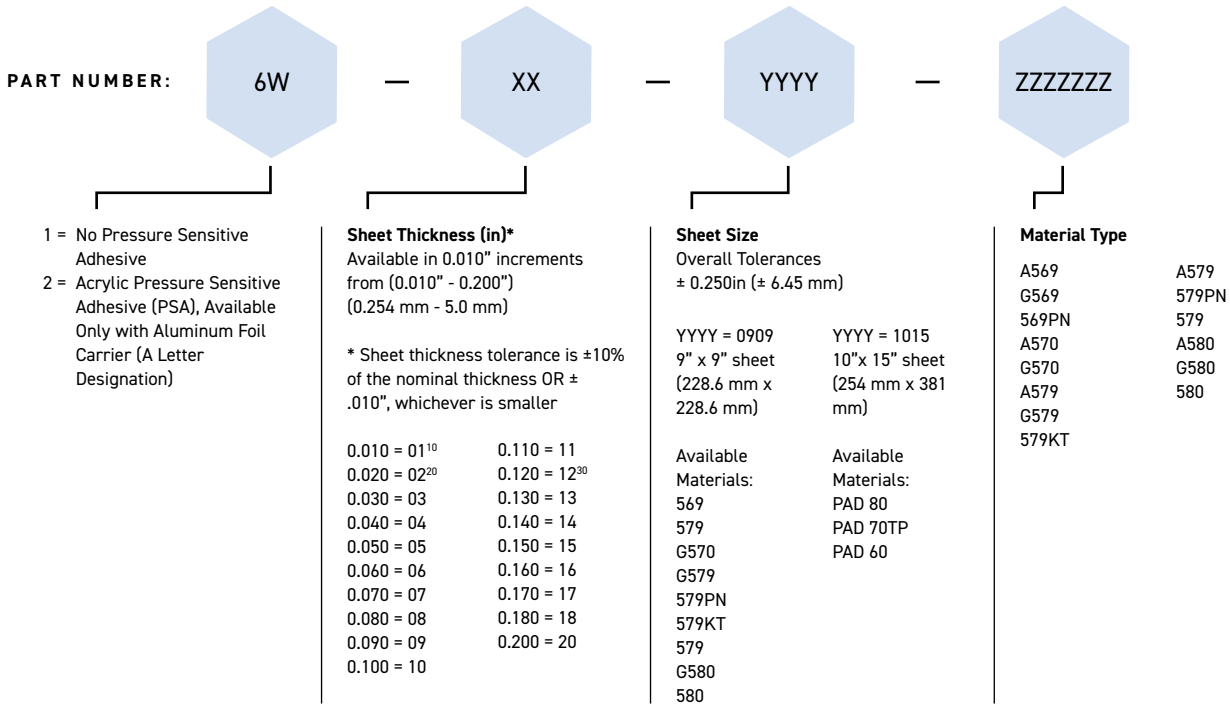 PART NUMBER:
6W
—
XX
—
YYYY
—
ZZZZZZZ
1 = No Pressure Sensitive
Adhesive
2 = Acrylic Pressure Sensitive
Adhesive (PSA), Available
Only with Aluminum Foil
Carrier (A Letter
Designation)
Sheet Thickness (in)*
Available in 0.010" increments
from (0.010" - 0.200")
(0.254 mm - 5.0 mm)
* Sheet thickness tolerance is ±10%
of the nominal thickness OR ±
.010", whichever is smaller
0.010 = 01¹⁰
0.020 = 02²⁰
0.030 = 03
0.040 = 04
0.050 = 05
0.060 = 06
0.070 = 07
0.080 = 08
0.090 = 09
0.100 = 10
0.110 = 11
0.120 = 12³⁰
0.130 = 13
0.140 = 14
0.150 = 15
0.160 = 16
0.170 = 17
0.180 = 18
0.200 = 20
Sheet Size
Overall Tolerances
± 0.250in (± 6.45 mm)
YYYY = 0909
9" x 9" sheet
(228.6 mm x
228.6 mm)
Available
Materials:
569
579
G570
G579
579PN
579KT
579
G580
580
YYYY = 1015
10"x 15" sheet
(254 mm x 381
mm)
Available
Materials:
PAD 80
PAD 70TP
PAD 60
Material Type
A569
G569
569PN
A570
G570
A579
G579
579KT
A579
579PN
579
A580
G580
580